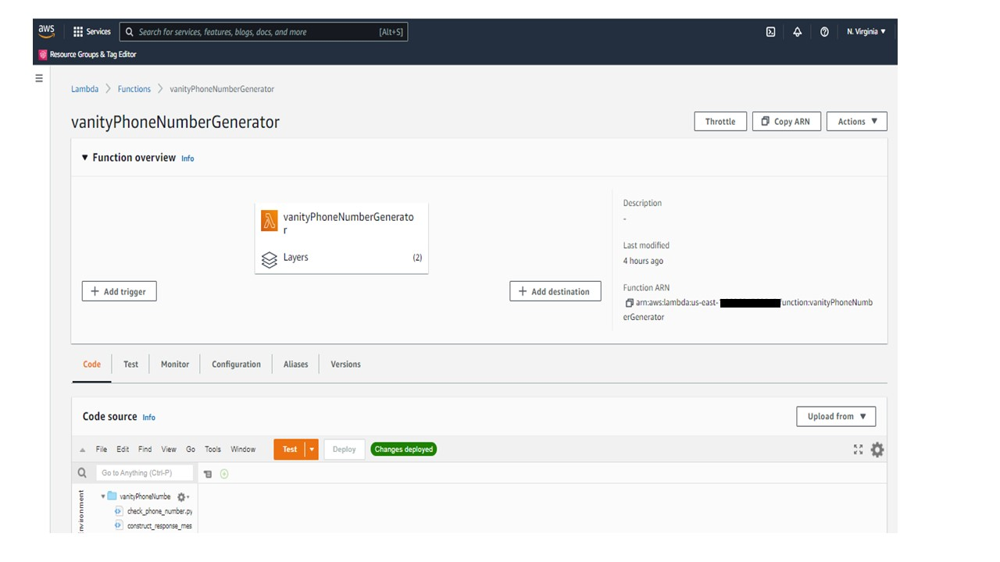 aws Services Search for services, features, blogs, docs, and more [Alt+S] N. Virginia ▼
Resource Groups & Tag Editor
Lambda > Functions > vanityPhoneNumberGenerator
vanityPhoneNumberGenerator
Throttle Copy ARN Actions ▼
▼ Function overview Info
vanityPhoneNumberGenerato
r
Layers (2)
+ Add trigger
+ Add destination
Description
-
Last modified
4 hours ago
Function ARN
arn:aws:lambda:us-east- unction:vanityPhoneNumb
erGenerator
Code Test Monitor Configuration Aliases Versions
Code source Info
Upload from ▼
File Edit Find View Go Tools Window Test Deploy Changes deployed
Go to Anything (Ctrl-P)
vanityPhoneNumbe
check_phone_number.py
construct_response_mes